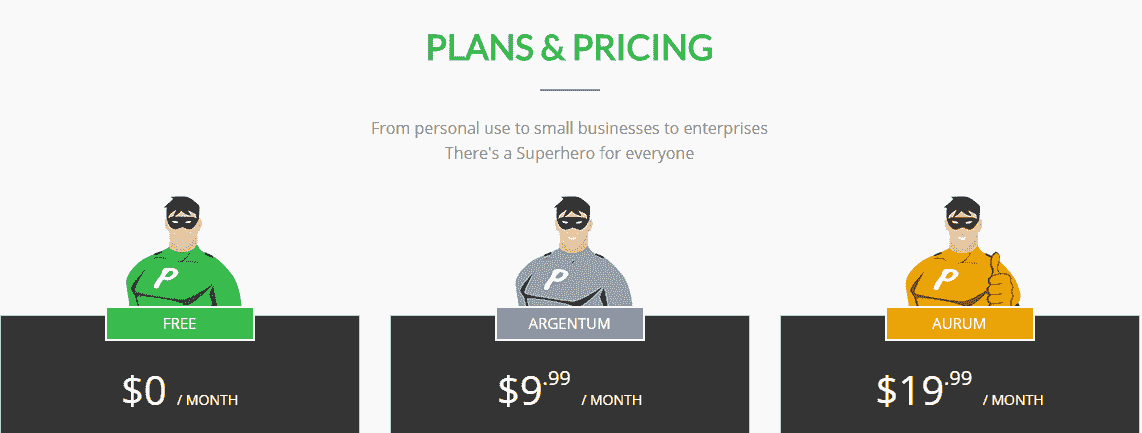 PLANS & PRICING
From personal use to small businesses to enterprises
There's a Superhero for everyone
P
P
P
FREE
ARGENTUM
AURUM
$0 / MONTH
$9.99 / MONTH
$19.99 / MONTH